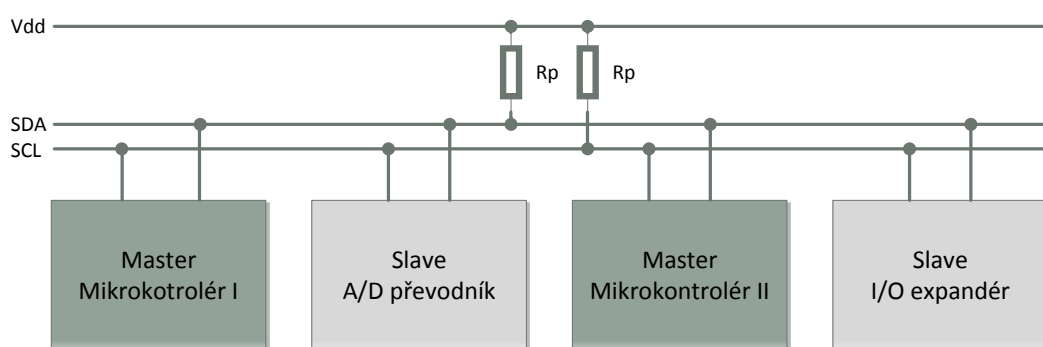 Vdd
Rp Rp
SDA
SCL
Master
Mikrokotrolér I
Slave
A/D převodník
Master
Mikrokontrolér II
Slave
I/O expandér